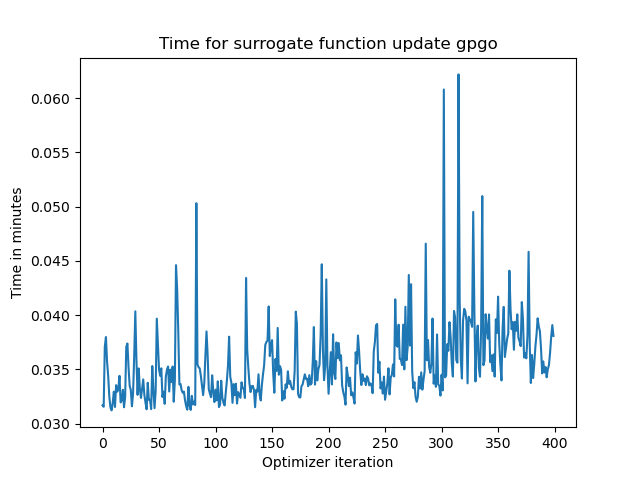 Time for surrogate function update gpgo
0.060
0.055
0.050
0.045
0.040
0.035
0.030
Time in minutes
0 50 100 150 200 250 300 350 400
Optimizer iteration